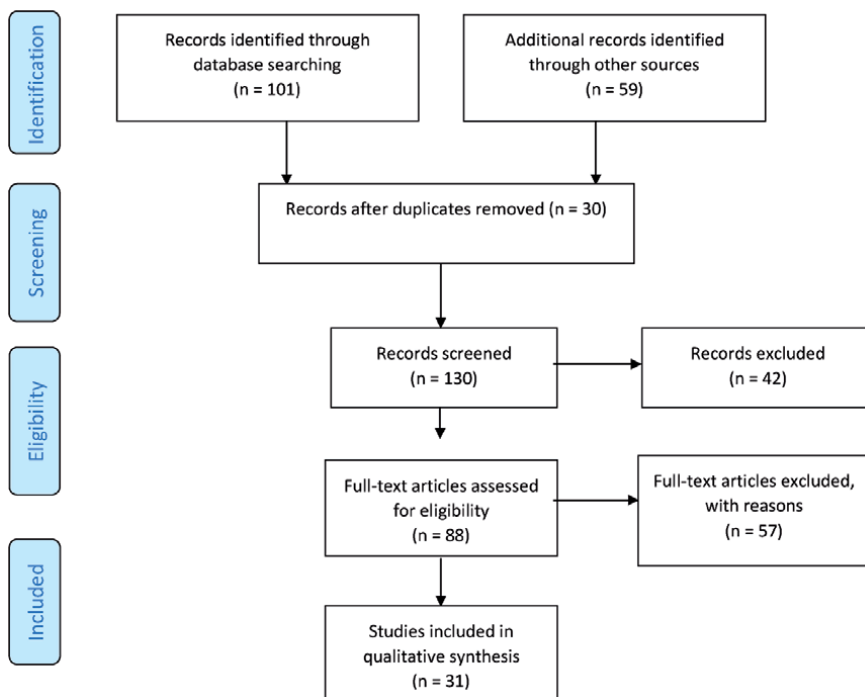 Identification
Records identified through
database searching
(n = 101)
Additional records identified
through other sources
(n = 59)
Screening
Records after duplicates removed (n = 30)
Records screened
(n = 130)
Records excluded
(n = 42)
Eligibility
Full-text articles assessed
for eligibility
(n = 88)
Full-text articles excluded,
with reasons
(n = 57)
Included
Studies included in
qualitative synthesis
(n = 31)